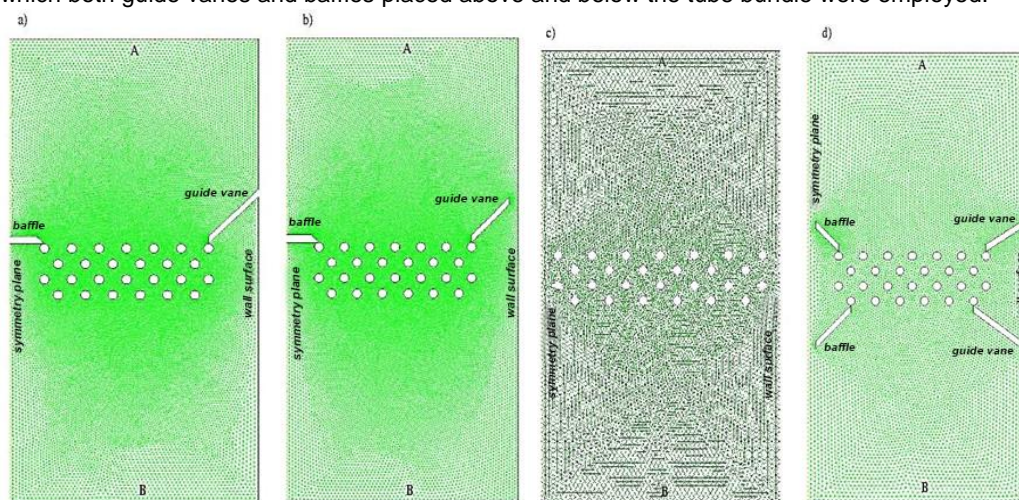 which both guide vanes and baffles placed above and below the tube bundle were employed.
a)
A
symmetry plane
baffle
guide vane
wall surface
B
b)
A
symmetry plane
baffle
guide vane
wall surface
B
c)
A
symmetry plane
wall surface
B
d)
A
symmetry plane
baffle
guide vane
baffle
guide vane
B